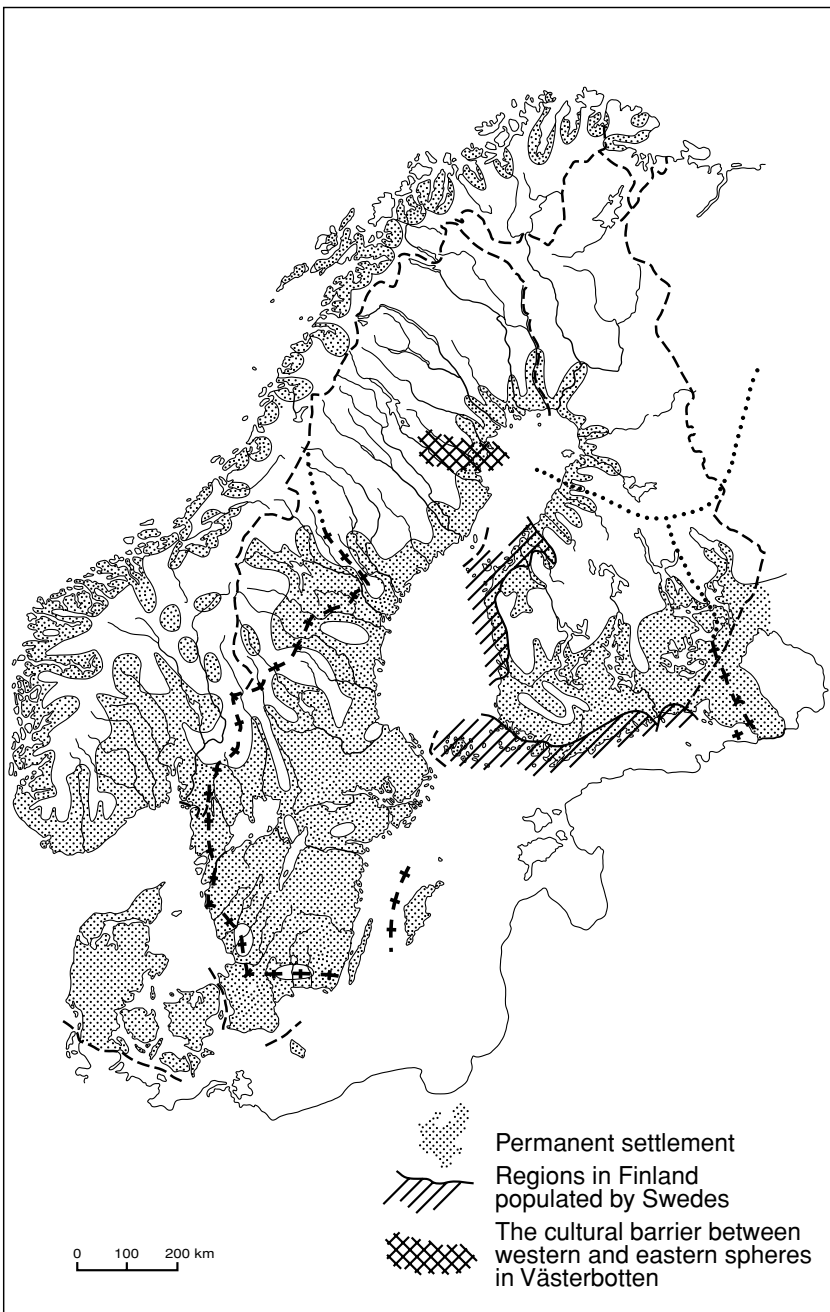 Permanent settlement
Regions in Finland
populated by Swedes
The cultural barrier between
western and eastern spheres
in Västerbotten
0 100 200 km